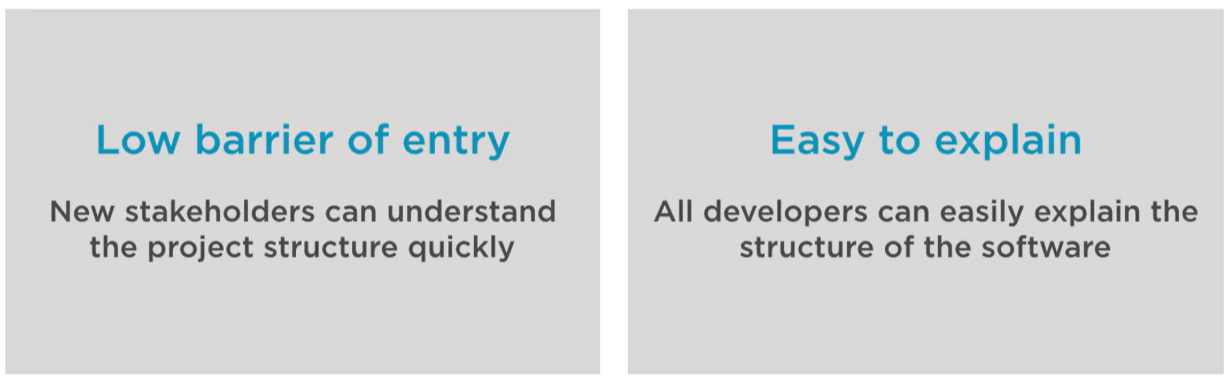 Low barrier of entry
New stakeholders can understand
the project structure quickly
Easy to explain
All developers can easily explain the
structure of the software